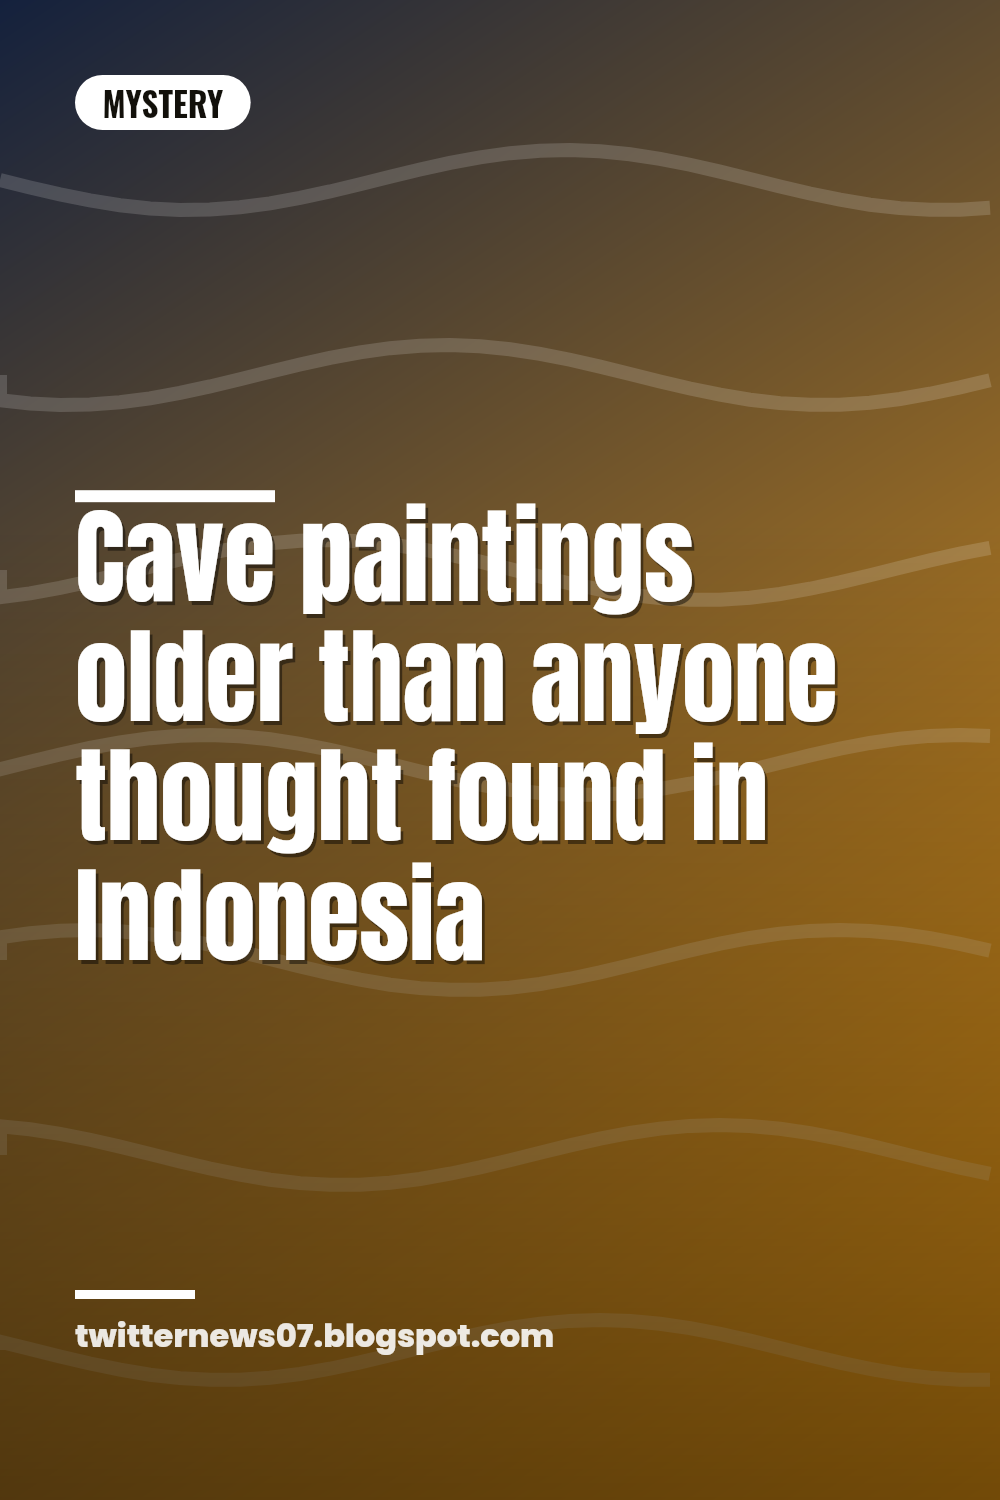 MYSTERY
Cave paintings
older than anyone
thought found in
Indonesia
twitternews07.blogspot.com